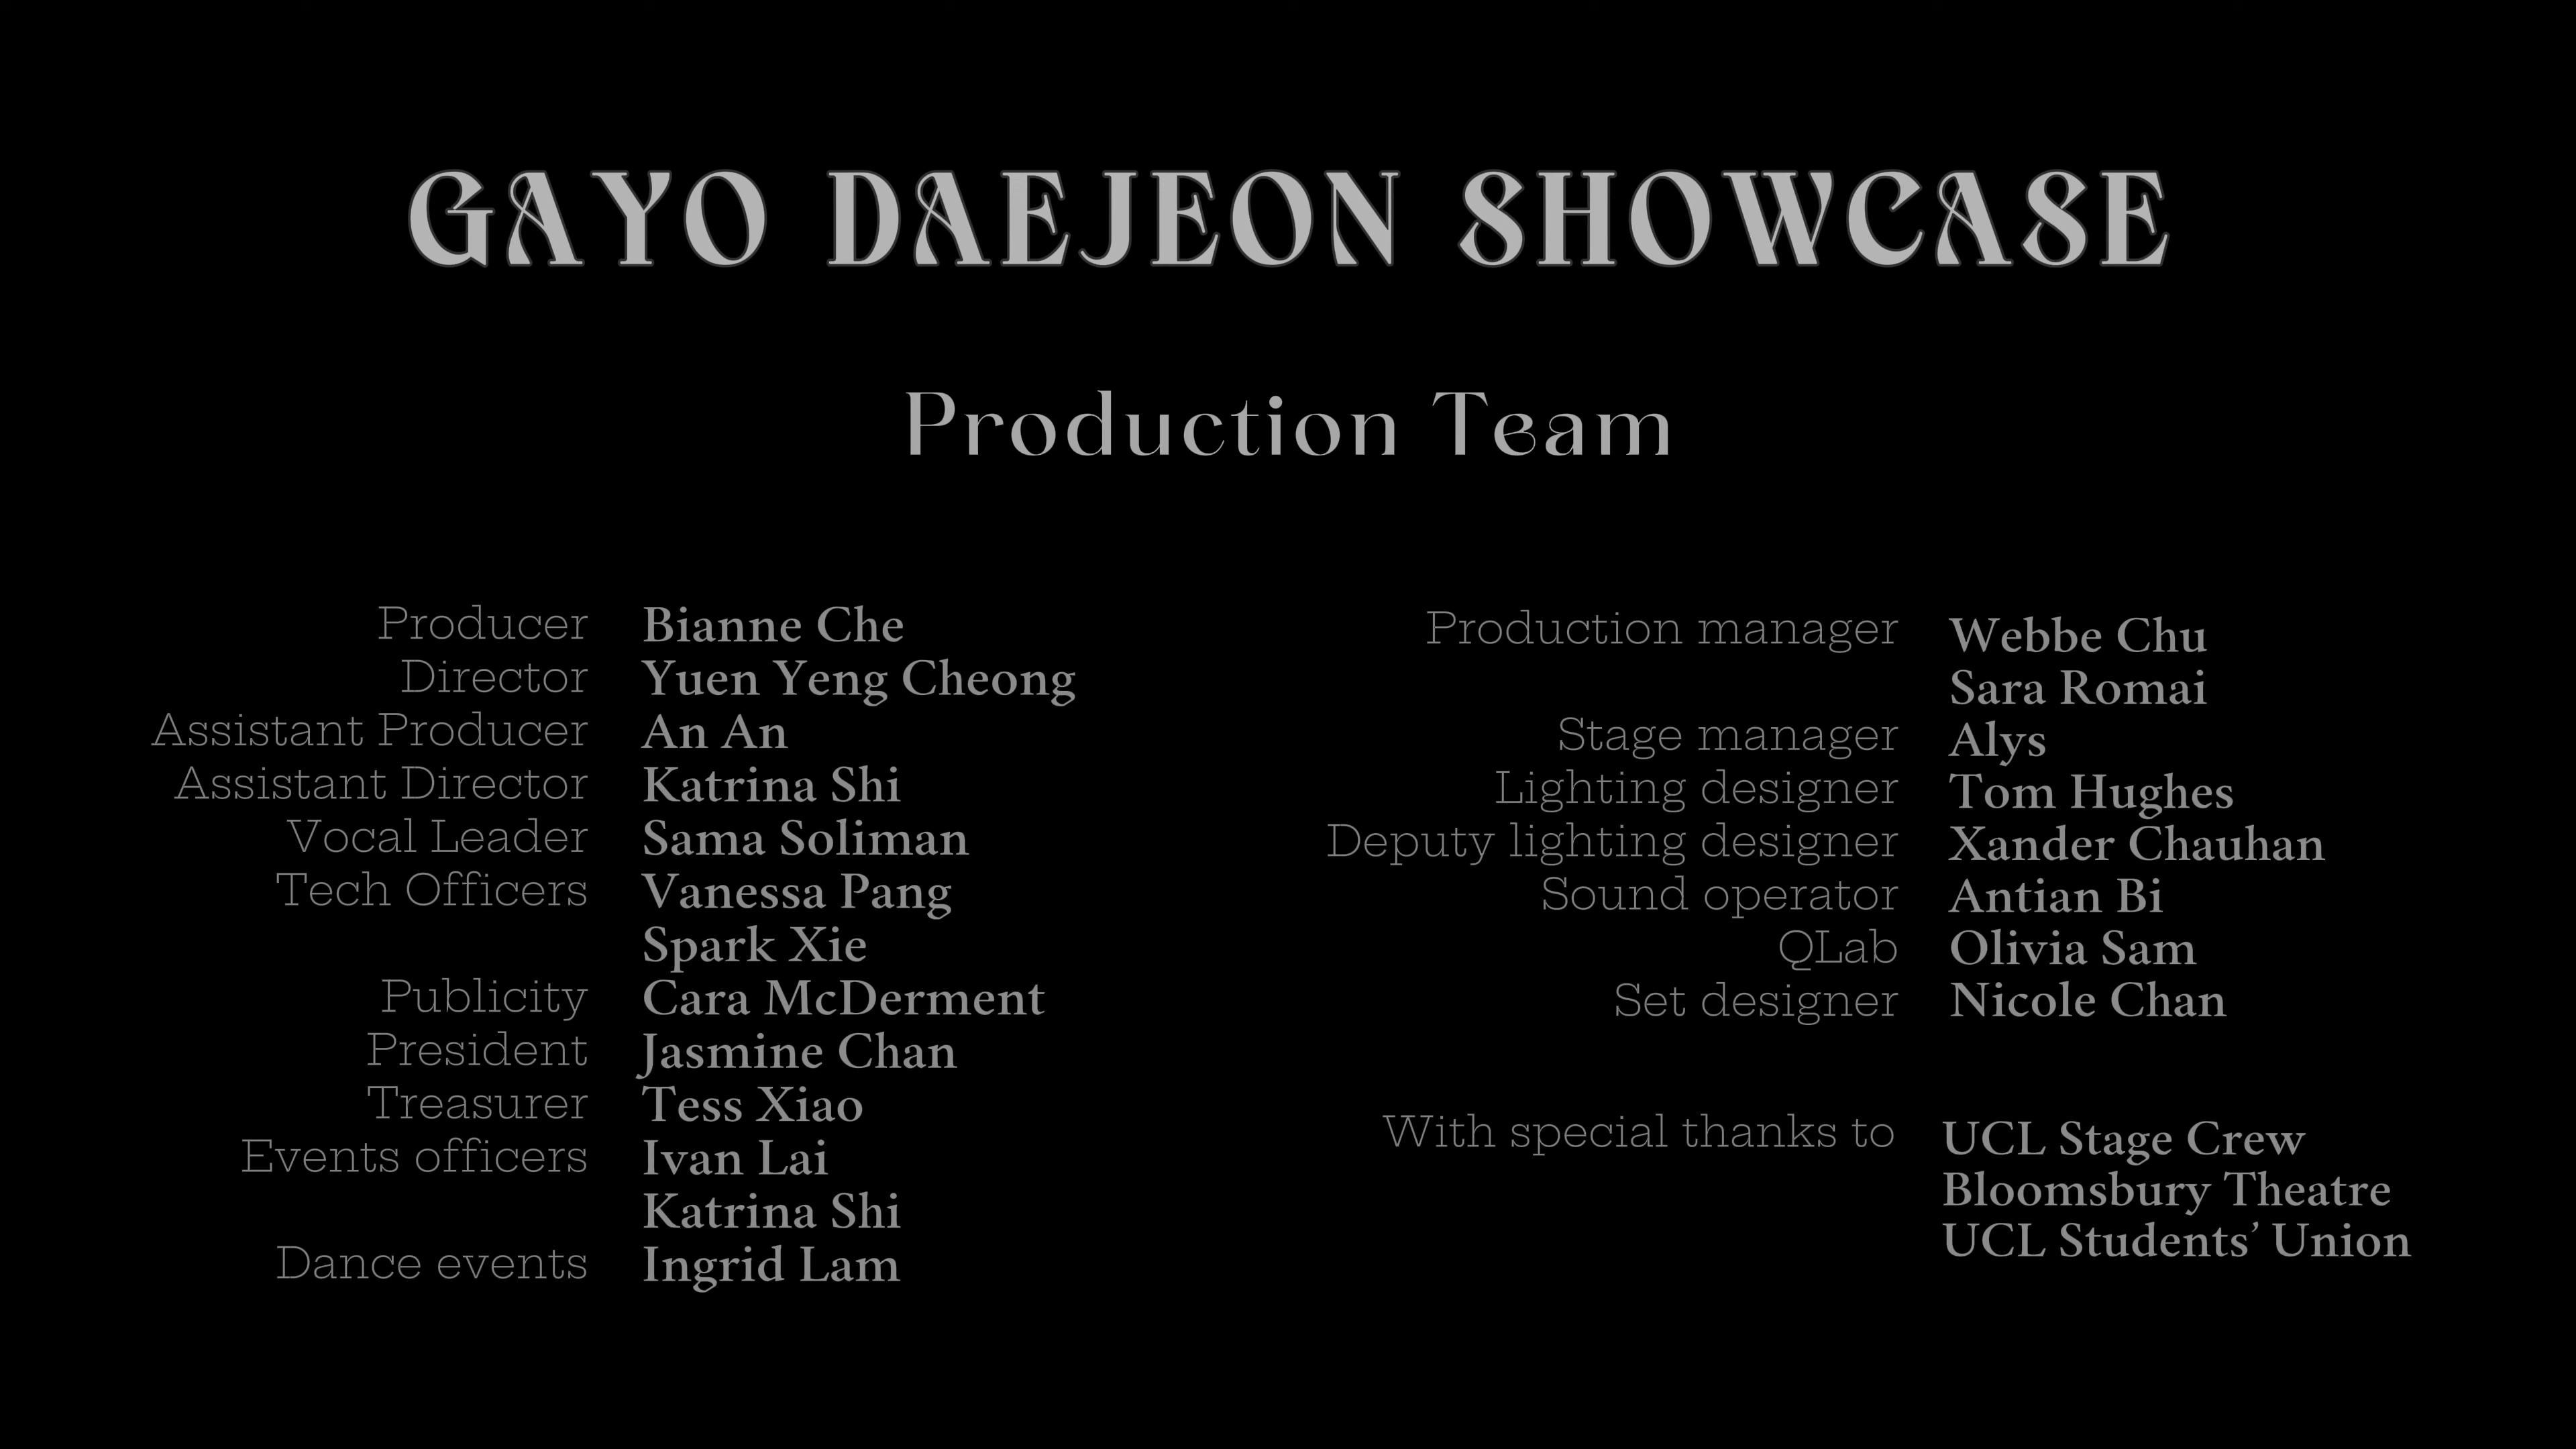 GAYO DAEJEON SHOWCASE
Production Team
Producer Bianne Che
Director Yuen Yeng Cheong
Assistant Producer An An
Assistant Director Katrina Shi
Vocal Leader Sama Soliman
Tech Officers Vanessa Pang
Spark Xie
Publicity Cara McDerment
President Jasmine Chan
Treasurer Tess Xiao
Events officers Ivan Lai
Katrina Shi
Dance events Ingrid Lam
Production manager Webbe Chu
Sara Romai
Stage manager Alys
Lighting designer Tom Hughes
Deputy lighting designer Xander Chauhan
Sound operator Antian Bi
QLab Olivia Sam
Set designer Nicole Chan
With special thanks to UCL Stage Crew
Bloomsbury Theatre
UCL Students’ Union